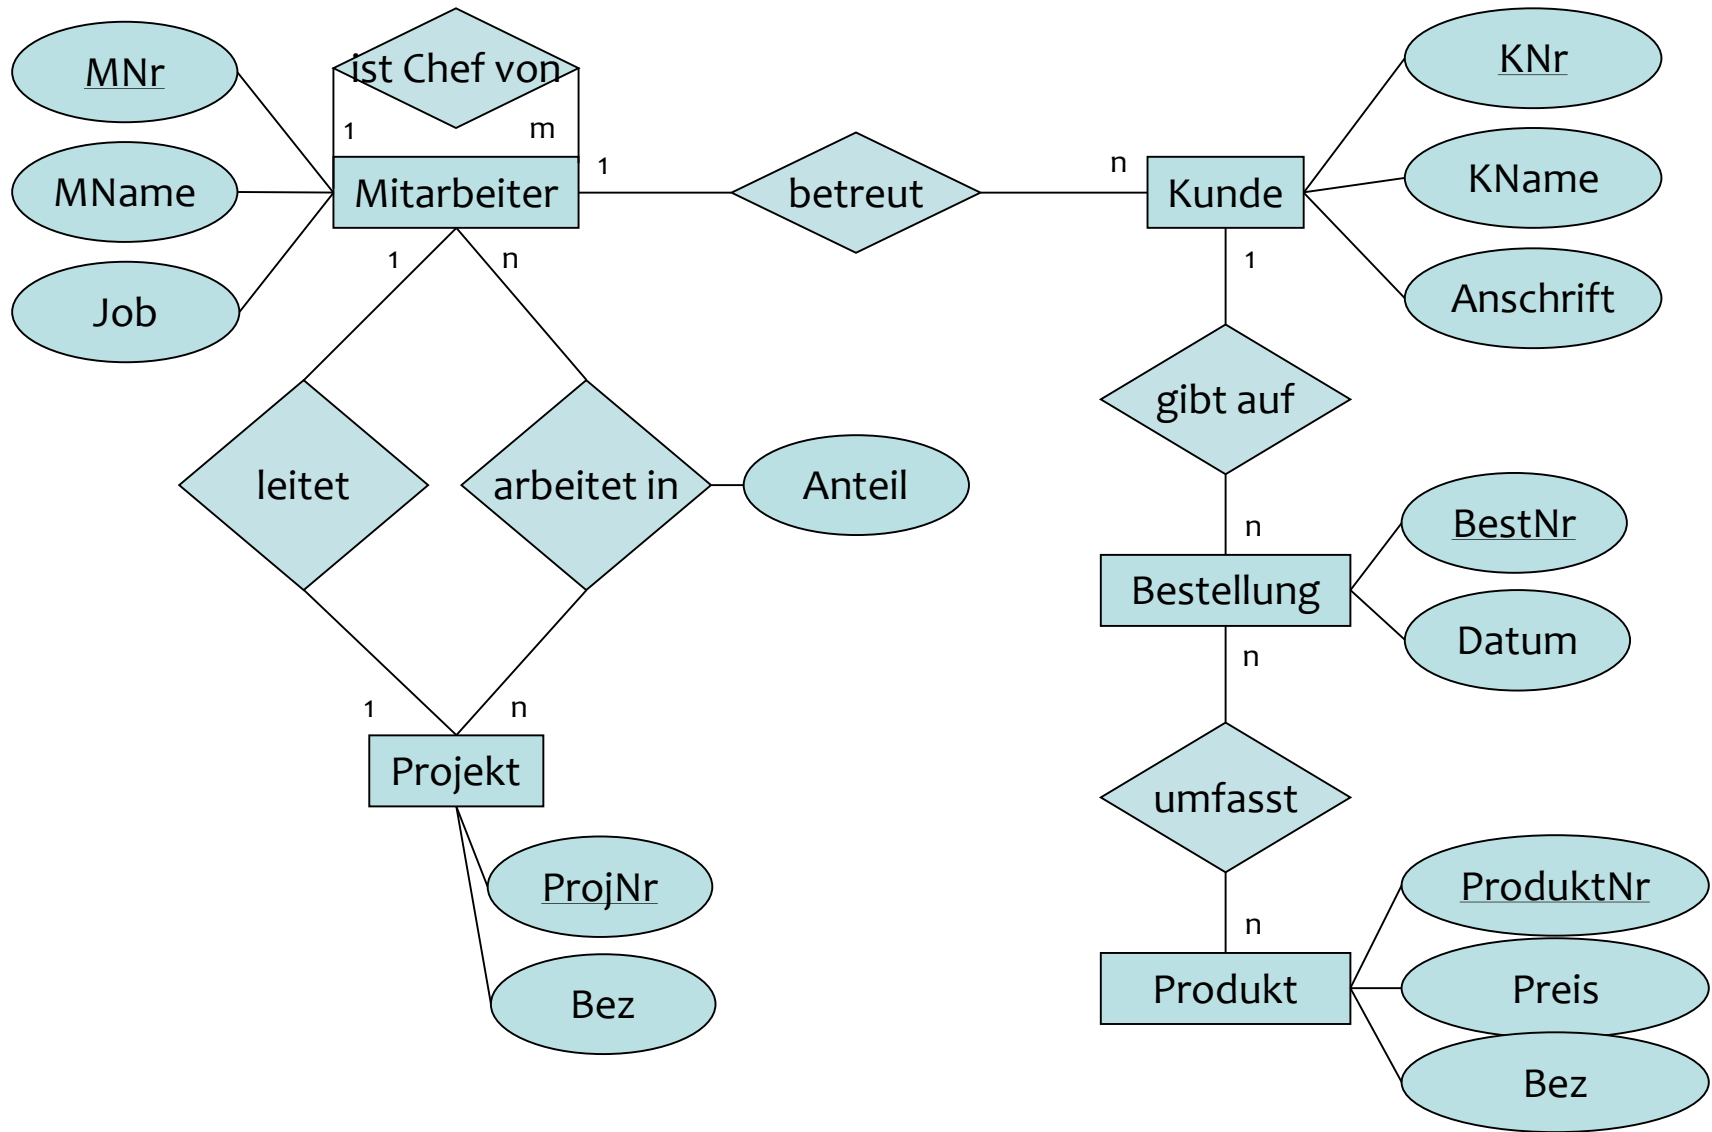 ist Chef von
MNr
KNr
1
m
1
n
MName
Mitarbeiter
betreut
Kunde
KName
1
n
1
Job
Anschrift
gibt auf
leitet
arbeitet in
Anteil
n
BestNr
Bestellung
Datum
n
1
n
Projekt
umfasst
ProjNr
ProduktNr
n
Bez
Produkt
Preis
Bez